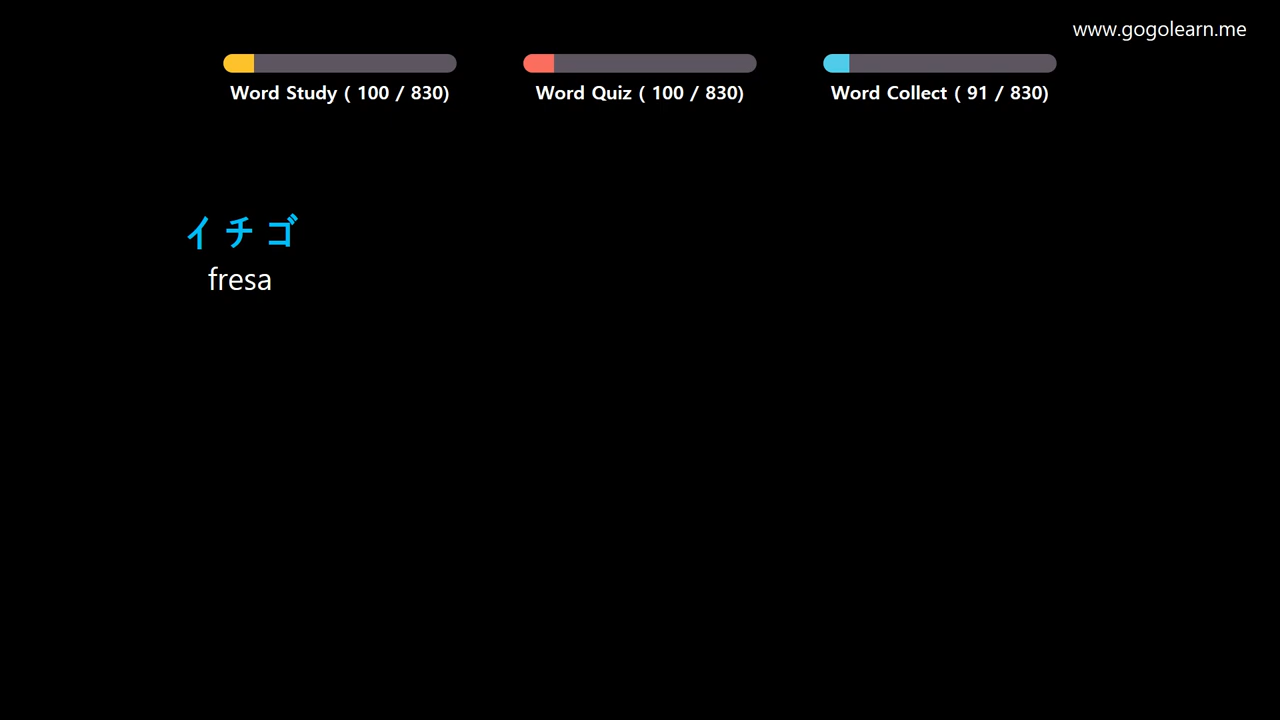 www.gogolearn.me
Word Study ( 100 / 830)
Word Quiz ( 100 / 830)
Word Collect ( 91 / 830)
イチゴ
fresa